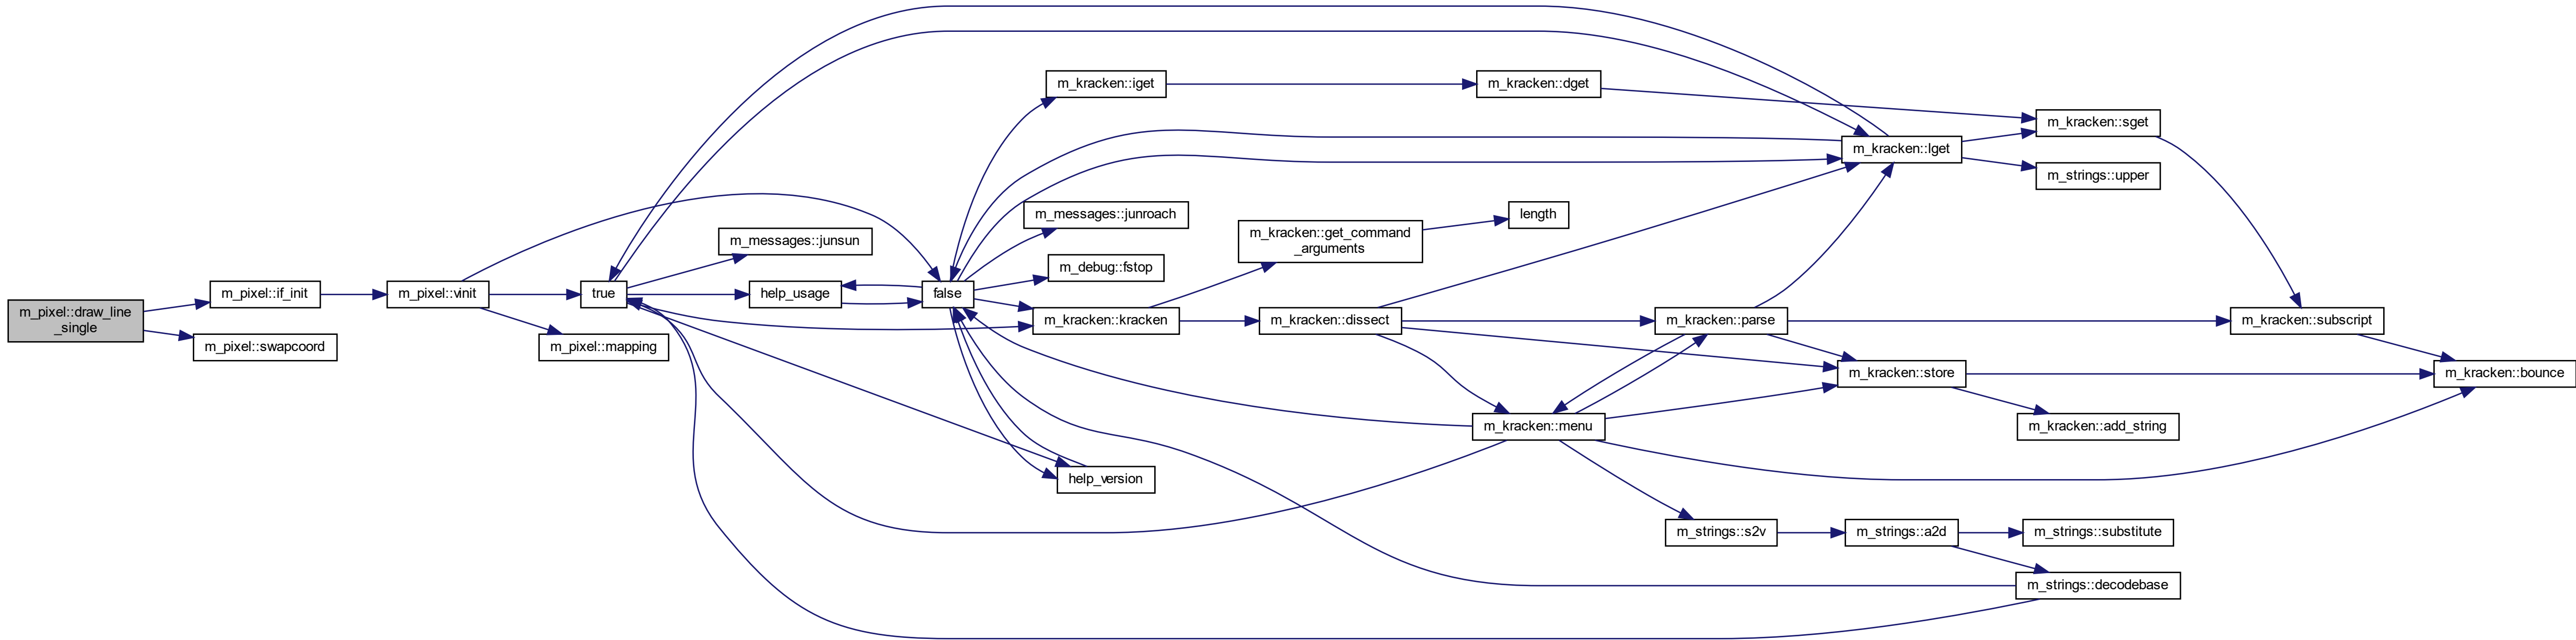 m_pixel::draw_line
_single
m_pixel::if_init
m_pixel::swapcoord
m_pixel::vinit
true
m_pixel::mapping
m_messages::junsun
help_usage
false
m_kracken::iget
m_messages::junroach
m_debug::fstop
m_kracken::kracken
help_version
m_kracken::get_command
_arguments
m_kracken::dissect
m_kracken::dget
length
m_kracken::menu
m_kracken::parse
m_strings::s2v
m_kracken::lget
m_kracken::store
m_strings::a2d
m_kracken::sget
m_strings::upper
m_kracken::add_string
m_strings::substitute
m_strings::decodebase
m_kracken::subscript
m_kracken::bounce